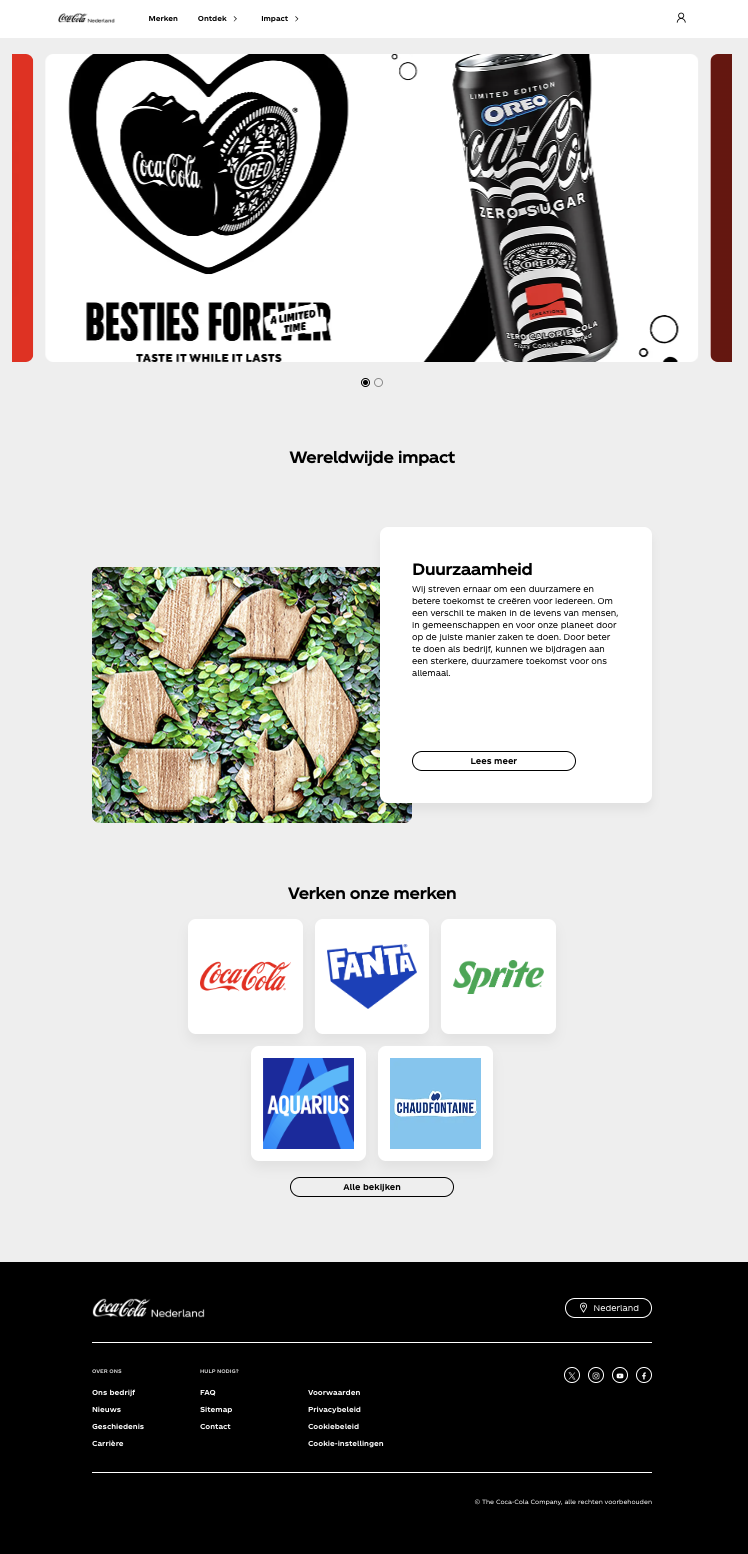 Coca-Cola Nederland
Merken
Ontdek
Impact
Coca-Cola
OREO
BESTIES FOREVER
A LIMITED
TIME
TASTE IT WHILE IT LASTS
LIMITED EDITION
OREO
Coca-Cola
ZERO SUGAR
OREO
CREATIONS
ZERO CALORIE COLA
Fizzy Cookie Flavored
Wereldwijde impact
Duurzaamheid
Wij streven ernaar om een duurzamere en
betere toekomst te creëren voor iedereen. Om
een verschil te maken in de levens van mensen,
in gemeenschappen en voor onze planeet door
op de juiste manier zaken te doen. Door beter
te doen als bedrijf, kunnen we bijdragen aan
een sterkere, duurzamere toekomst voor ons
allemaal.
Lees meer
Verken onze merken
Coca-Cola
FANTA
Sprite
AQUARIUS
CHAUDFONTAINE
Alle bekijken
Coca-Cola Nederland
Nederland
OVER ONS
Ons bedrijf
Nieuws
Geschiedenis
Carrière
HULP NODIG?
FAQ
Sitemap
Contact
Voorwaarden
Privacybeleid
Cookiebeleid
Cookie-instellingen
© The Coca-Cola Company, alle rechten voorbehouden